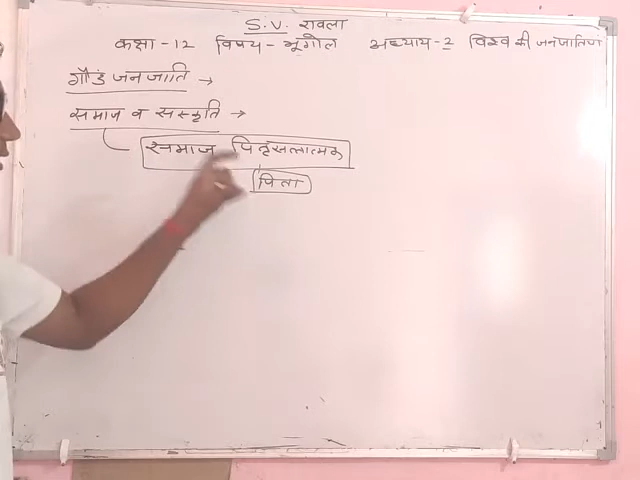 S.V. रावला
कक्षा - 12 विषय - भूगोल अध्याय - 2 विश्व की जनजातियां
गौंड जनजाति →
समाज व संस्कृति →
समाज पितृसत्तात्मक
पिता